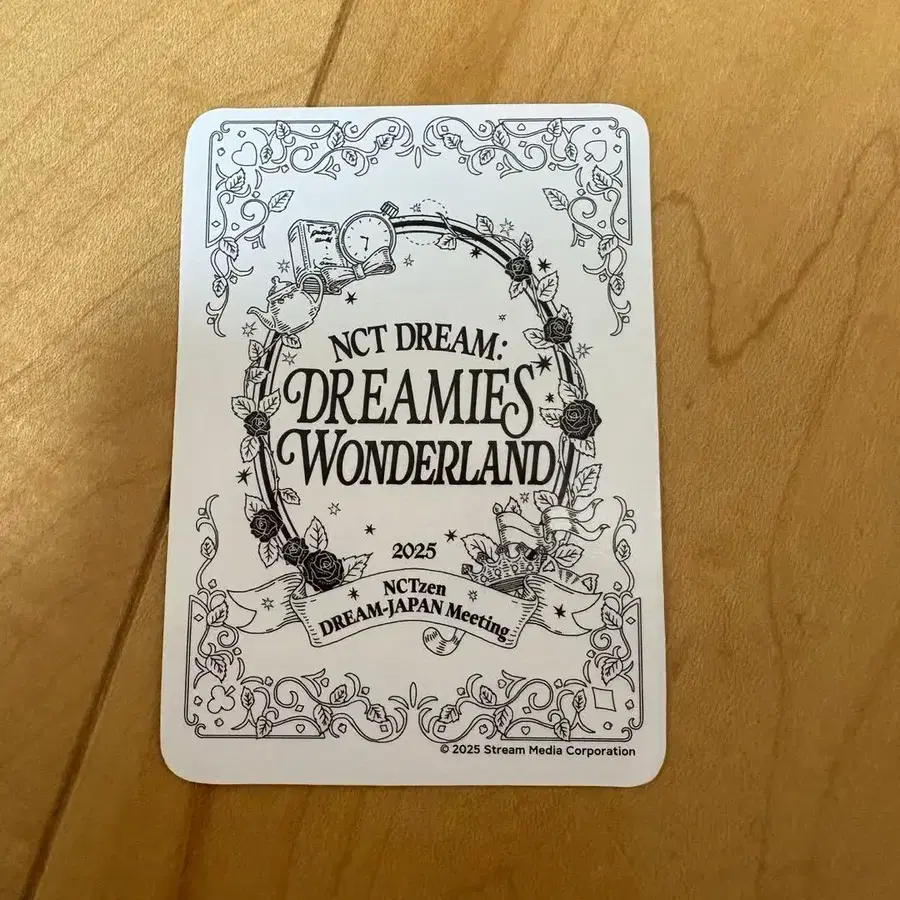 NCT DREAM:
DREAMIES
WONDERLAND
2025
NCTzen
DREAM-JAPAN Meeting
© 2025 Stream Media Corporation